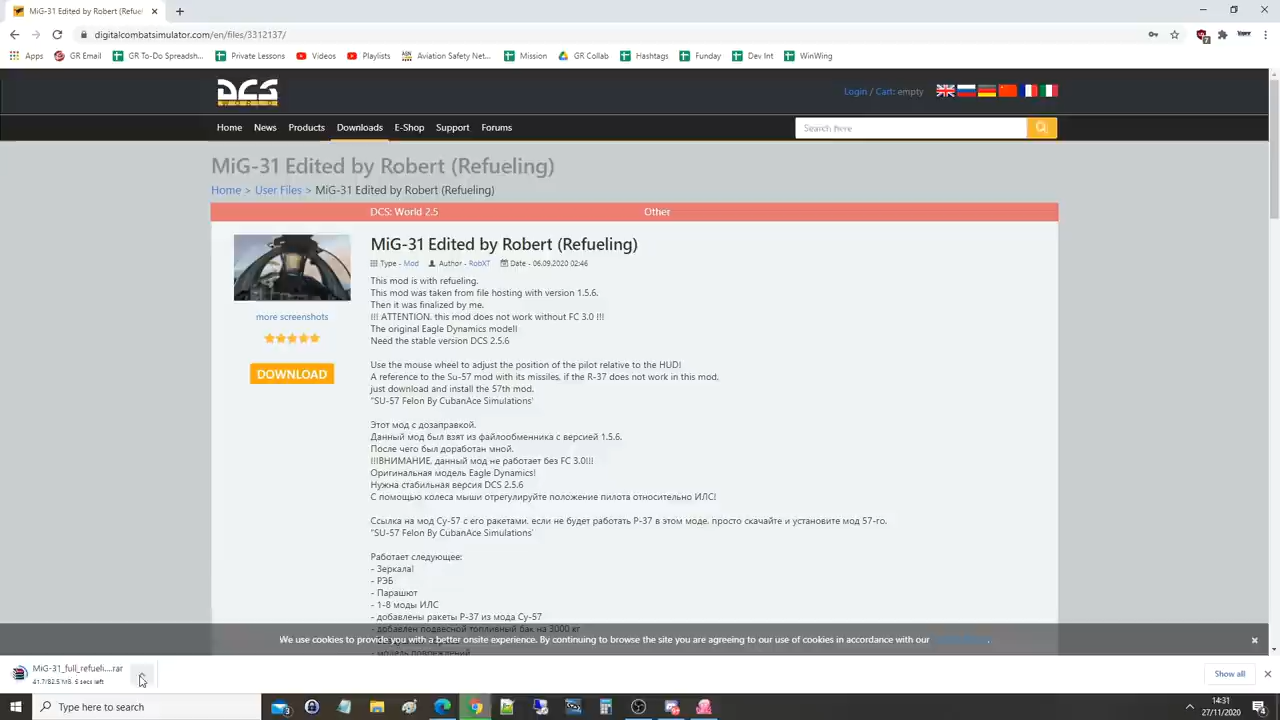 MiG-31 Edited by Robert (Refuelin
digitalcombatsimulator.com/en/files/3312137/
Apps
GR Email
GR To-Do Spreadsh...
Private Lessons
Videos
Playlists
Aviation Safety Net...
Mission
GR Collab
Hashtags
Funday
Dev Int
WinWing
DCS
WORLD
Login / Cart: empty
Home
News
Products
Downloads
E-Shop
Support
Forums
Search here
MiG-31 Edited by Robert (Refueling)
Home > User Files > MiG-31 Edited by Robert (Refueling)
DCS: World 2.5
Other
MiG-31 Edited by Robert (Refueling)
Type - Mod Author - RobXT Date - 06.09.2020 02:46
This mod is with refueling.
This mod was taken from file hosting with version 1.5.6.
Then it was finalized by me.
!!! ATTENTION, this mod does not work without FC 3.0 !!!
The original Eagle Dynamics model!
Need the stable version DCS 2.5.6
more screenshots
DOWNLOAD
Use the mouse wheel to adjust the position of the pilot relative to the HUD!
A reference to the Su-57 mod with its missiles, if the R-37 does not work in this mod,
just download and install the 57th mod.
"SU-57 Felon By CubanAce Simulations'
Этот мод с дозаправкой.
Данный мод был взят из файлообменника с версией 1.5.6.
После чего был доработан мной.
!!!ВНИМАНИЕ, данный мод не работает без FC 3.0!!!
Оригинальная модель Eagle Dynamics!
Нужна стабильная версия DCS 2.5.6
С помощью колеса мыши отрегулируйте положение пилота относительно ИЛС!
Ссылка на мод Су-57 с его ракетами, если не будет работать Р-37 в этом моде, просто скачайте и установите мод 57-го.
"SU-57 Felon By CubanAce Simulations'
Работает следующее:
- Зеркала!
- РЭБ
- Парашют
- 1-8 моды ИЛС
- добавлены ракеты Р-37 из мода Су-57
- добавлен подвесной топливный бак на 3000 кг
We use cookies to provide you with a better onsite experience. By continuing to browse the site you are agreeing to our use of cookies in accordance with our
- модель повреждений
MiG-31_full_refueli....rar
41.7/82.5 MB, 6 secs left
Show all
Type here to search
14:31
27/11/2020